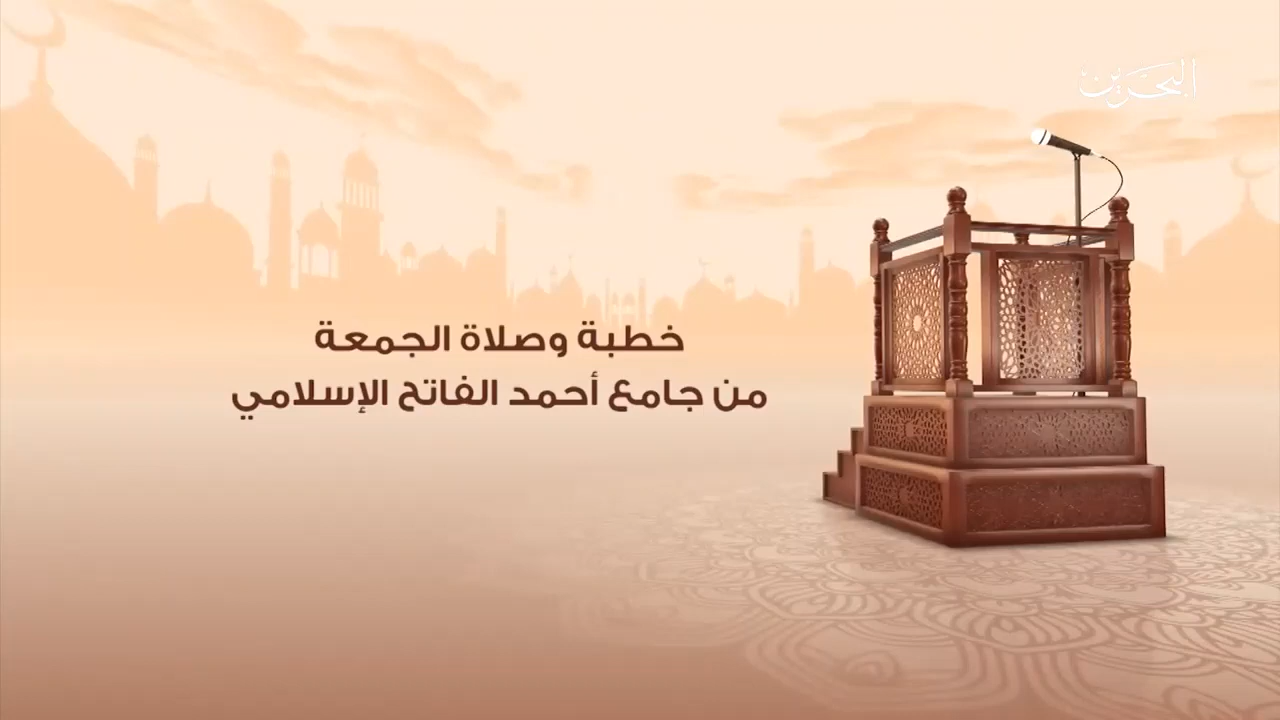 البحرين
خطبة وصلاة الجمعة
من جامع أحمد الفاتح الإسلامي